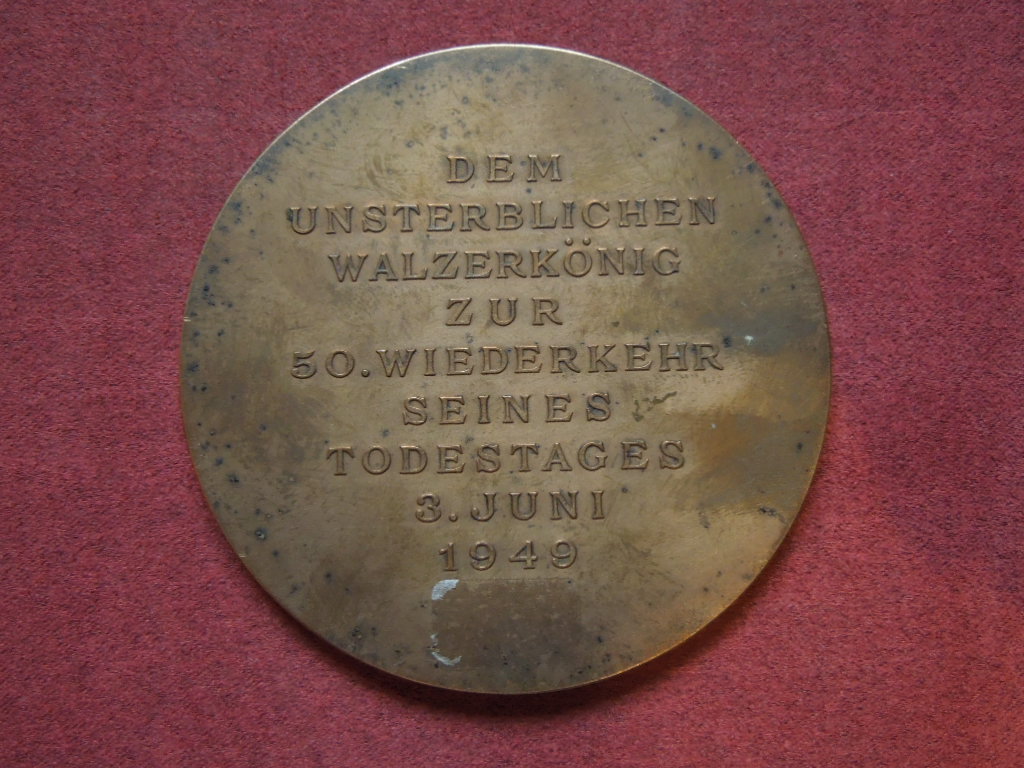 DEM
UNSTERBLICHEN
WALZERKÖNIG
ZUR
50. WIEDERKEHR
SEINES
TODESTAGES
3. JUNI
1949